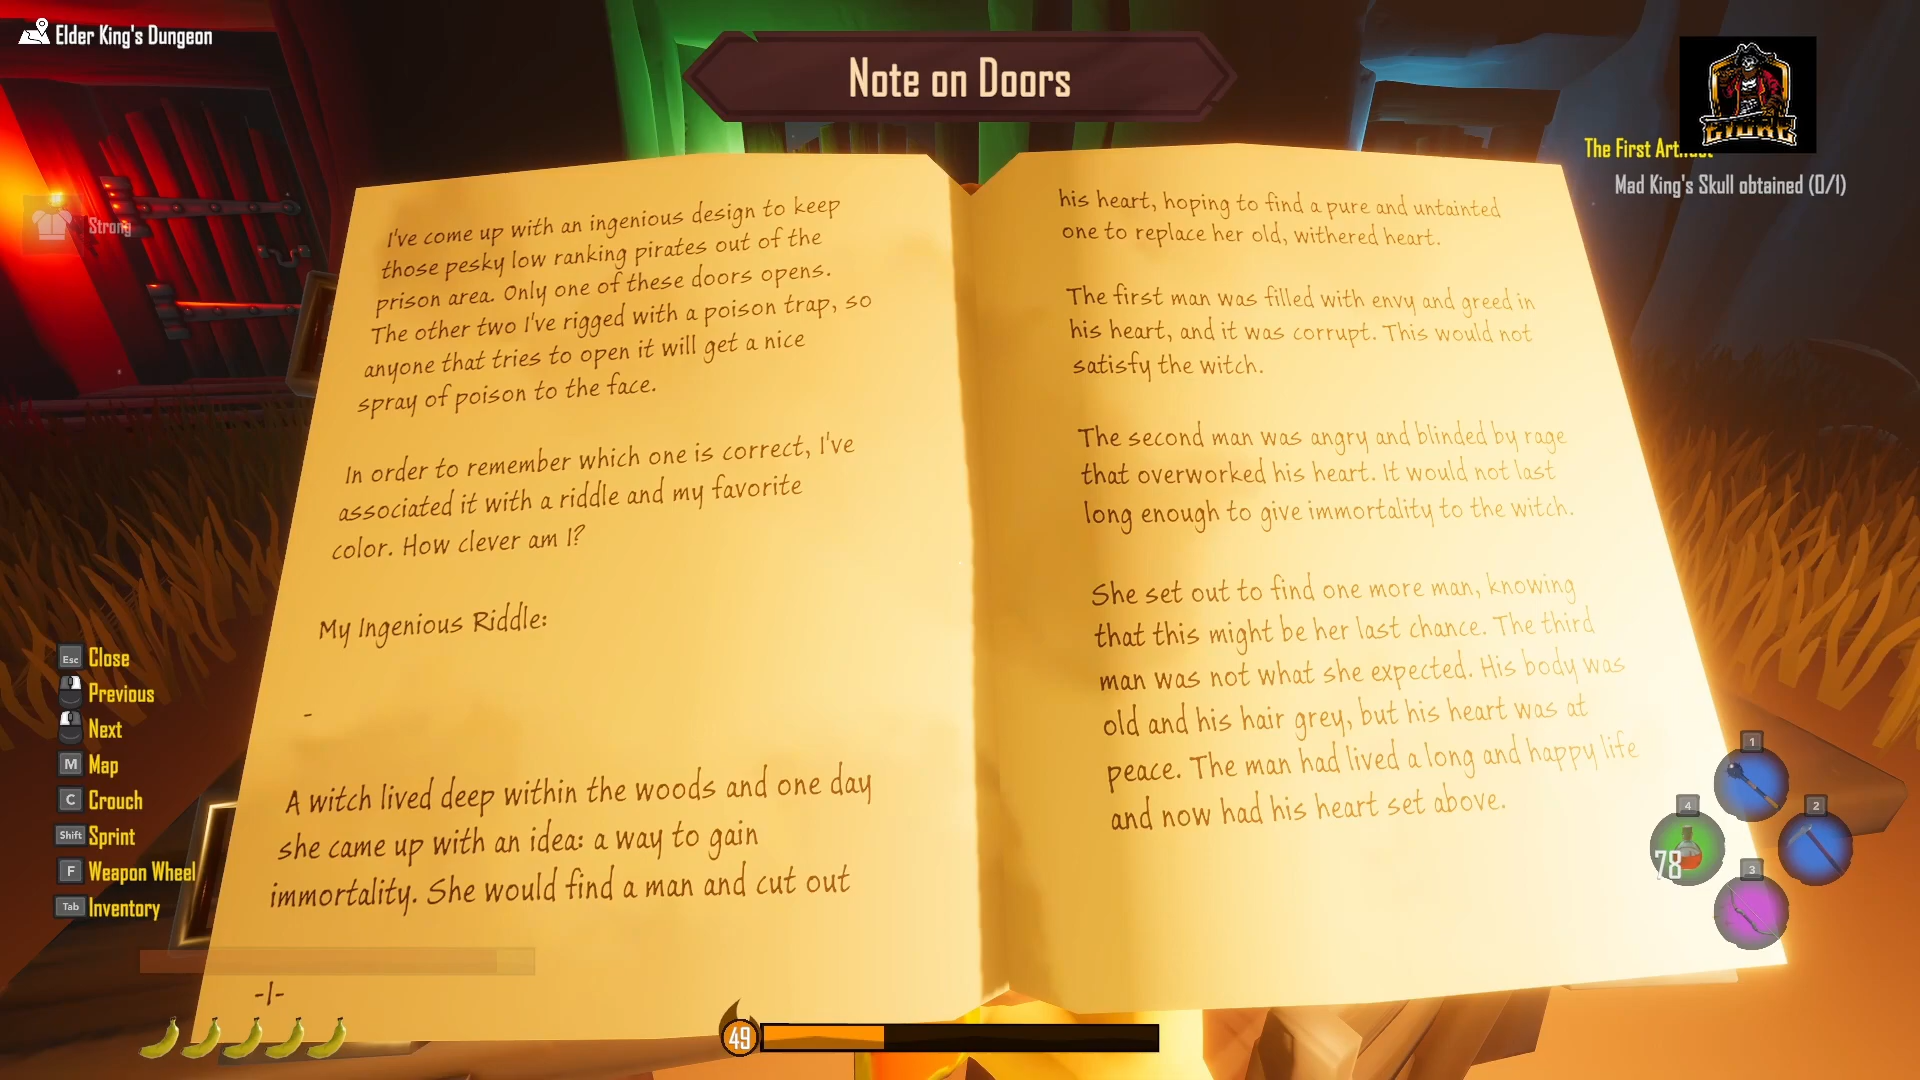 Elder King's Dungeon
Note on Doors
The First
Mad King's Skull obtained (0/1)
Strong
I've come up with an ingenious design to keep
those pesky low ranking pirates out of the
prison area. Only one of these doors opens.
The other two I've rigged with a poison trap, so
anyone that tries to open it will get a nice
spray of poison to the face.
In order to remember which one is correct, I've
associated it with a riddle and my favorite
color. How clever am I?
My Ingenious Riddle:
-
A witch lived deep within the woods and one day
she came up with an idea: a way to gain
immortality. She would find a man and cut out
-1-
his heart, hoping to find a pure and untainted
one to replace her old, withered heart.
The first man was filled with envy and greed in
his heart, and it was corrupt. This would not
satisfy the witch.
The second man was angry and blinded by rage
that overworked his heart. It would not last
long enough to give immortality to the witch.
She set out to find one more man, knowing
that this might be her last chance. The third
man was not what she expected. His body was
old and his hair grey, but his heart was at
peace. The man had lived a long and happy life
and now had his heart set above.
Esc Close
Previous
Next
M Map
C Crouch
Shift Sprint
F Weapon Wheel
Tab Inventory
1
4
2
78
3
49